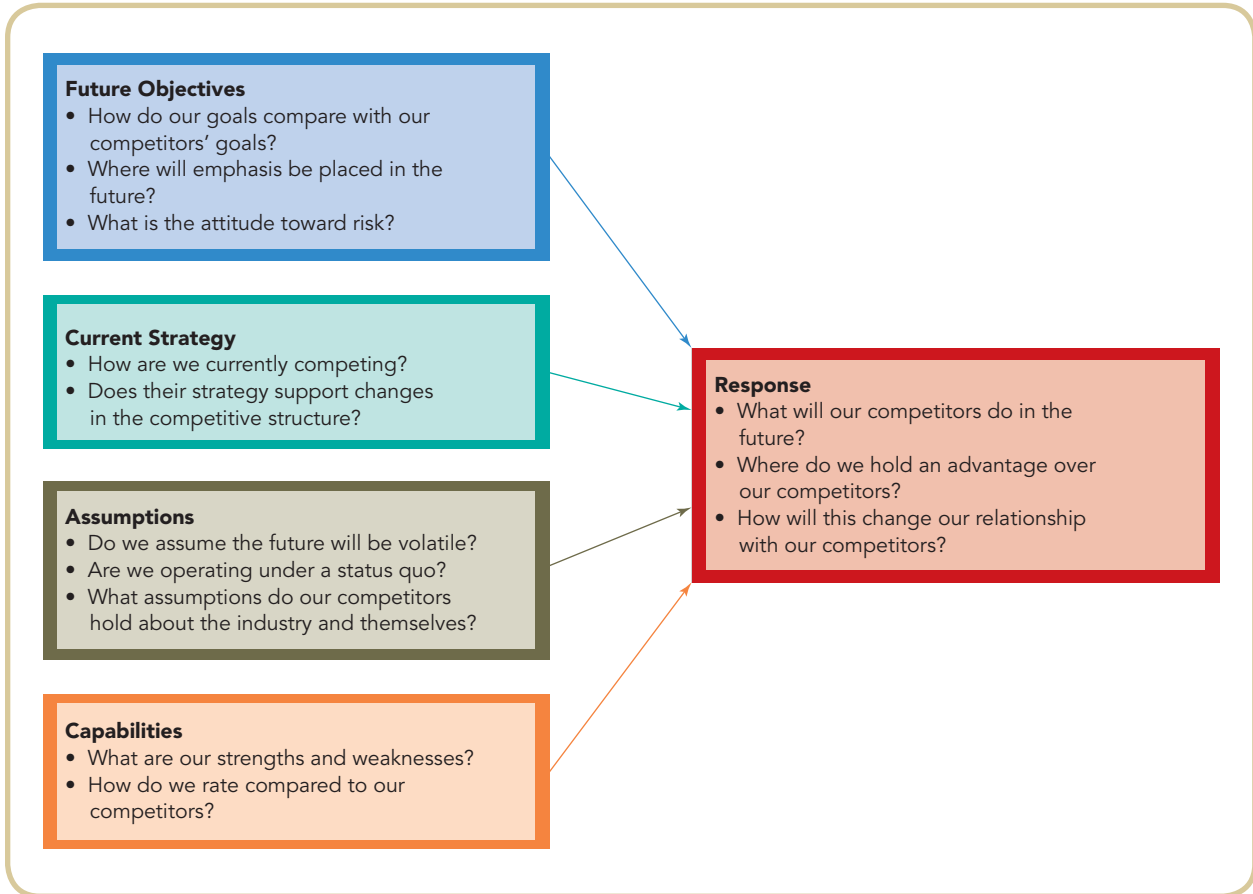 Future Objectives
• How do our goals compare with our
competitors’ goals?
• Where will emphasis be placed in the
future?
• What is the attitude toward risk?
Current Strategy
• How are we currently competing?
• Does their strategy support changes
in the competitive structure?
Assumptions
• Do we assume the future will be volatile?
• Are we operating under a status quo?
• What assumptions do our competitors
hold about the industry and themselves?
Capabilities
• What are our strengths and weaknesses?
• How do we rate compared to our
competitors?
Response
• What will our competitors do in the
future?
• Where do we hold an advantage over
our competitors?
• How will this change our relationship
with our competitors?